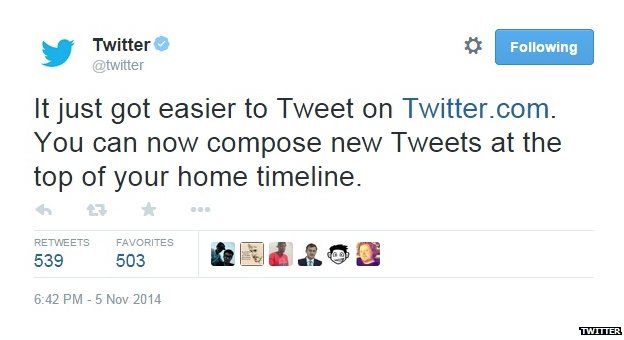 Twitter
@twitter
Following
It just got easier to Tweet on Twitter.com.
You can now compose new Tweets at the
top of your home timeline.
RETWEETS FAVORITES
539 503
6:42 PM - 5 Nov 2014
TWITTER